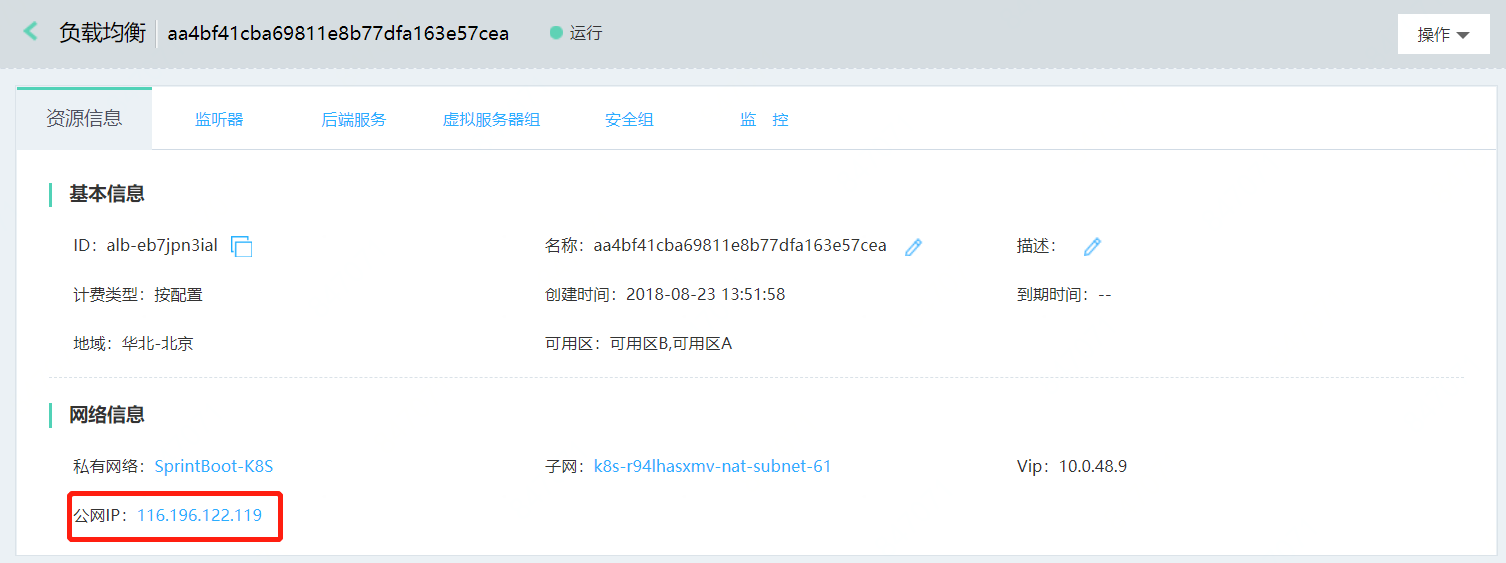 负载均衡 aa4bf41cba69811e8b77dfa163e57cea 运行 操作
资源信息 监听器 后端服务 虚拟服务器组 安全组 监 控
基本信息
ID：alb-eb7jpn3ial 名称：aa4bf41cba69811e8b77dfa163e57cea 描述：
计费类型：按配置 创建时间：2018-08-23 13:51:58 到期时间：--
地域：华北-北京 可用区：可用区B,可用区A
网络信息
私有网络：SprintBoot-K8S 子网：k8s-r94lhasxmv-nat-subnet-61 Vip：10.0.48.9
公网IP：116.196.122.119